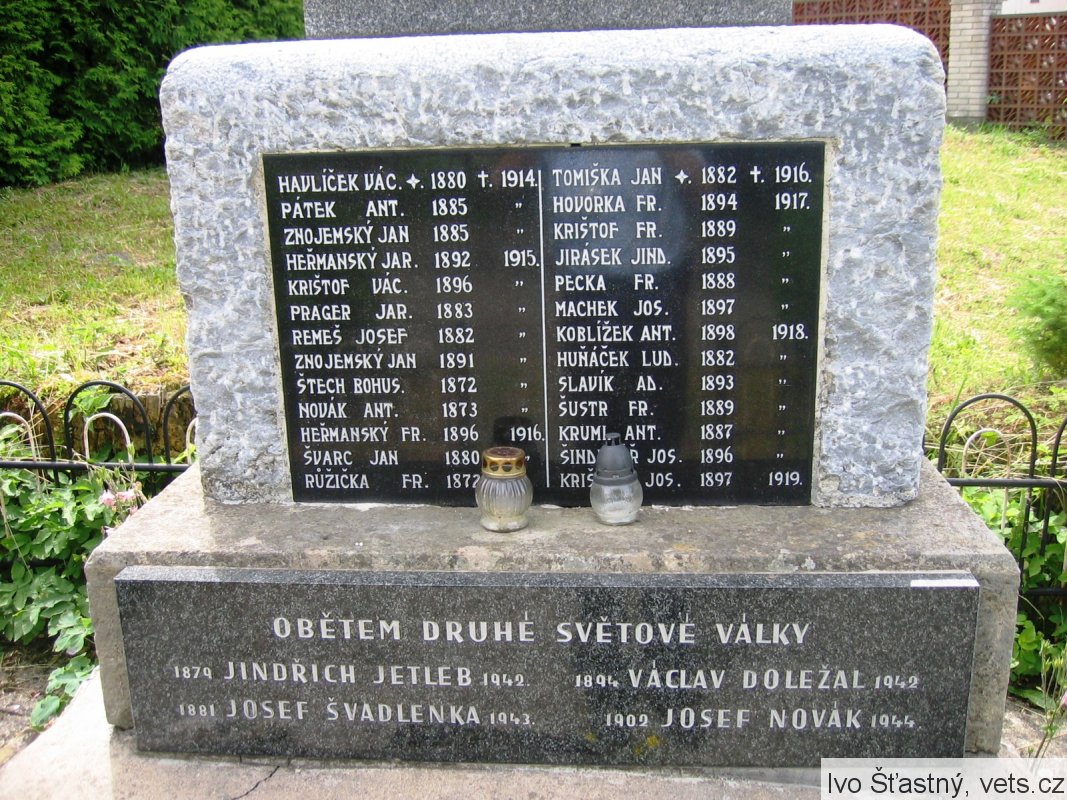 HAVLÍČEK VÁC. ✦. 1880 †. 1914.
PÁTEK ANT. 1885 "
ZNOJEMSKÝ JAN 1885 "
HEŘMANSKÝ JAR. 1892 1915.
KRIŠTOF VÁC. 1896 "
PRAGER JAR. 1883 "
REMEŠ JOSEF 1882 "
ZNOJEMSKÝ JAN 1891 "
ŠTECH BOHUS. 1872 "
NOVÁK ANT. 1873 "
HEŘMANSKÝ FR. 1896 1916.
ŠVARC JAN 1880
RŮŽIČKA FR. 1872
TOMIŠKA JAN ✦. 1882 †. 1916.
HOVORKA FR. 1894 1917.
KRIŠTOF FR. 1889 "
JIRÁSEK JIND. 1895 "
PECKA FR. 1888 "
MACHEK JOS. 1897 "
KOBLÍŽEK ANT. 1898 1918.
HUŇÁČEK LUD. 1882 "
SLAVÍK AD. 1893 "
ŠUSTR FR. 1889 "
KRUML ANT. 1887 "
JOS. 1896 "
JOS. 1897 1919.
OBĚTEM DRUHÉ SVĚTOVÉ VÁLKY
1879 JINDŘICH JETLEB 1942. 1894 VÁCLAV DOLEŽAL 1942
1881 JOSEF ŠVADLENKA 1943. 1902 JOSEF NOVÁK 1944
Ivo Šťastný, vets.cz